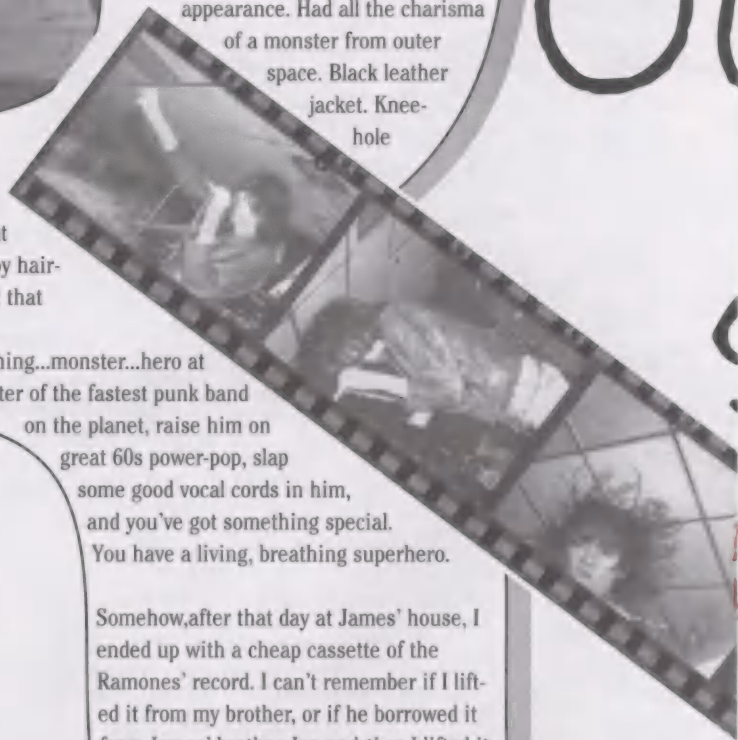 appearance. Had all the charisma
of a monster from outer
space. Black leather
jacket. Knee-
hole
hair-
that
ning...monster...hero at
ter of the fastest punk band
on the planet, raise him on
great 60s power-pop, slap
some good vocal cords in him,
and you've got something special.
You have a living, breathing superhero.
Somehow,after that day at James' house, I
ended up with a cheap cassette of the
Ramones' record. I can't remember if I lift-
ed it from my brother, or if he borrowed it